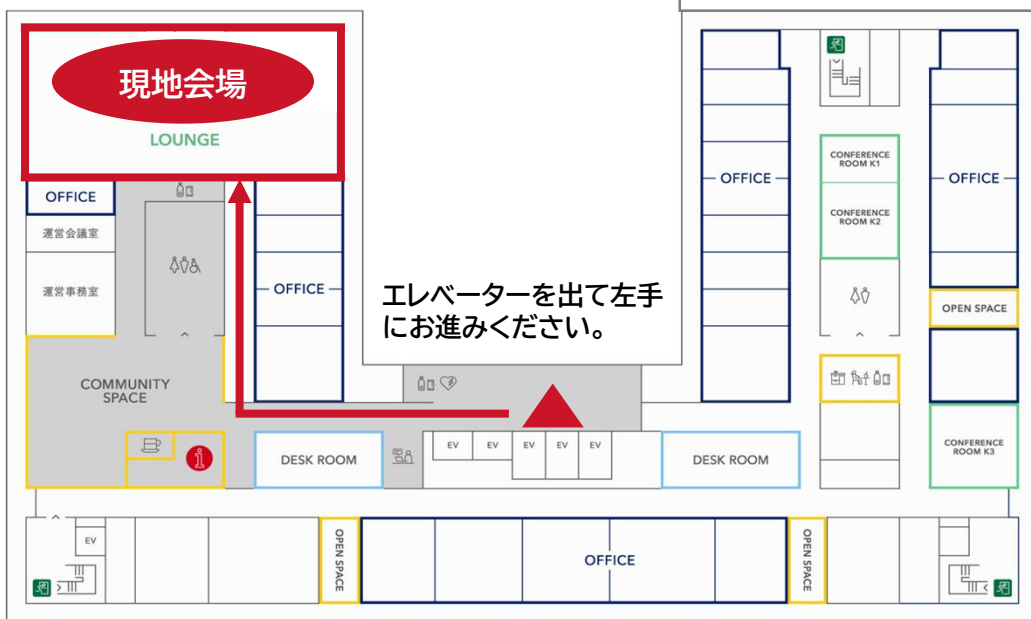 現地会場
LOUNGE
OFFICE
運営会議室
運営事務室
COMMUNITY
SPACE
OFFICE
エレベーターを出て左手
にお進みください。
DESK ROOM
EV
EV
EV
EV
EV
DESK ROOM
OFFICE
CONFERENCE
ROOM K1
CONFERENCE
ROOM K2
OFFICE
OPEN SPACE
CONFERENCE
ROOM K3
EV
OPEN SPACE
OFFICE
OPEN SPACE